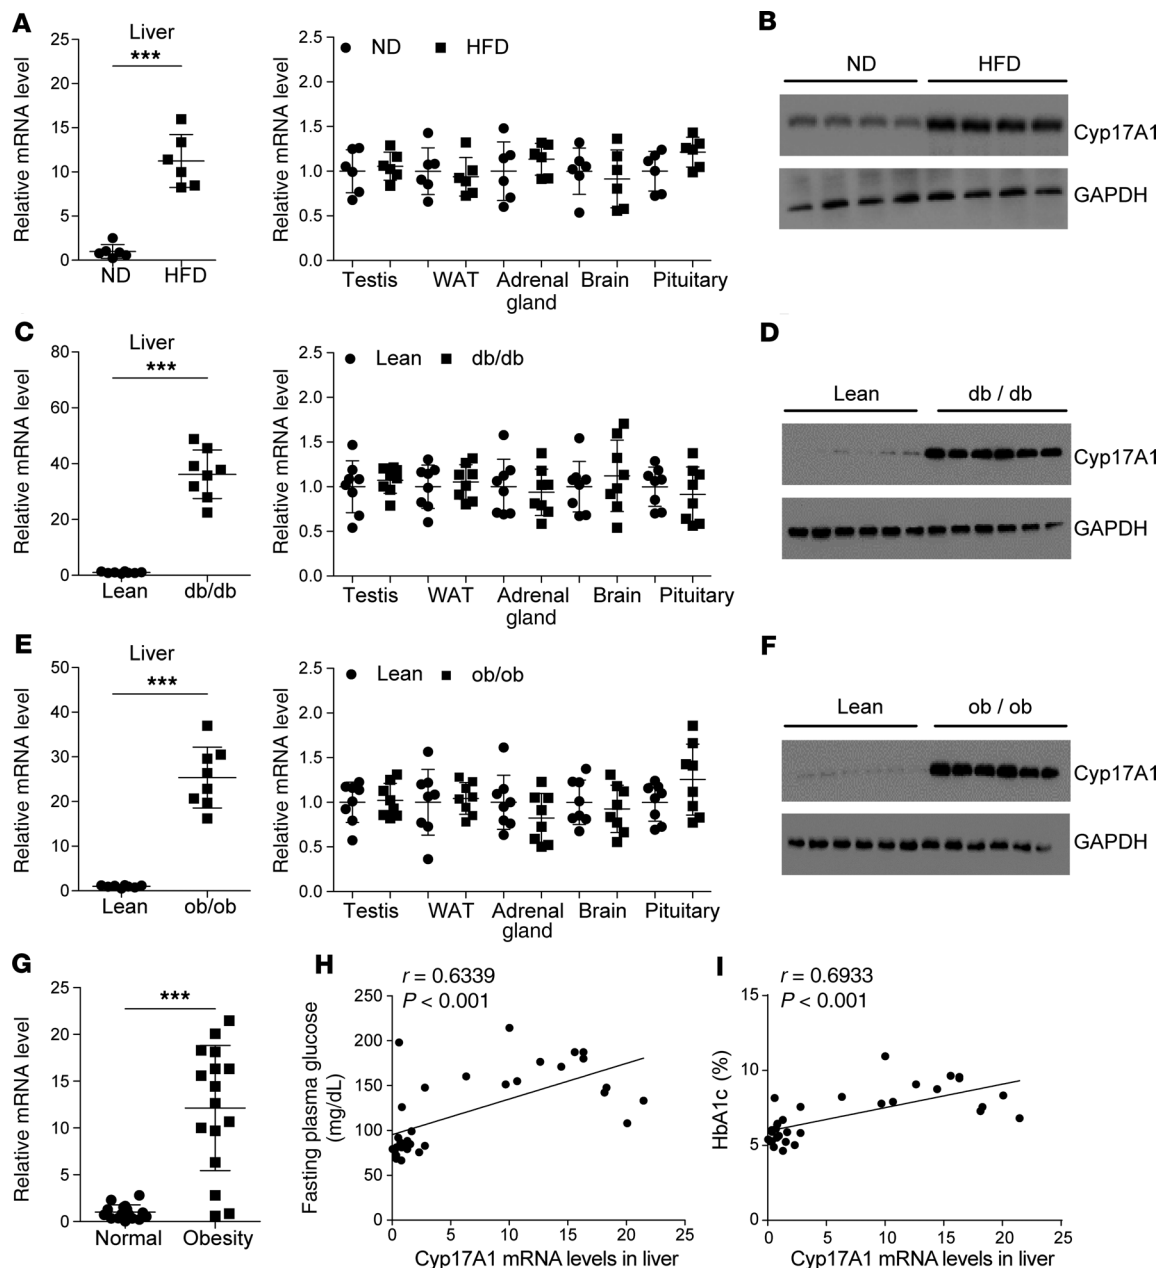 A
Liver
***
Relative mRNA level
25
20
15
10
5
0
ND HFD
ND HFD
Relative mRNA level
2.5
2.0
1.5
1.0
0.5
0.0
Testis WAT Adrenal gland Brain Pituitary
B
ND HFD
Cyp17A1
GAPDH
C
Liver
***
Relative mRNA level
80
60
40
20
0
Lean db/db
Lean db/db
Relative mRNA level
2.5
2.0
1.5
1.0
0.5
0.0
Testis WAT Adrenal gland Brain Pituitary
D
Lean db / db
Cyp17A1
GAPDH
E
Liver
***
Relative mRNA level
50
40
30
20
10
0
Lean ob/ob
Lean ob/ob
Relative mRNA level
2.5
2.0
1.5
1.0
0.5
0.0
Testis WAT Adrenal gland Brain Pituitary
F
Lean ob / ob
Cyp17A1
GAPDH
G
***
Relative mRNA level
25
20
15
10
5
0
Normal Obesity
H
r = 0.6339
P < 0.001
Fasting plasma glucose
(mg/dL)
250
200
150
100
50
0
0 5 10 15 20 25
Cyp17A1 mRNA levels in liver
I
r = 0.6933
P < 0.001
HbA1c (%)
15
10
5
0
0 5 10 15 20 25
Cyp17A1 mRNA levels in liver